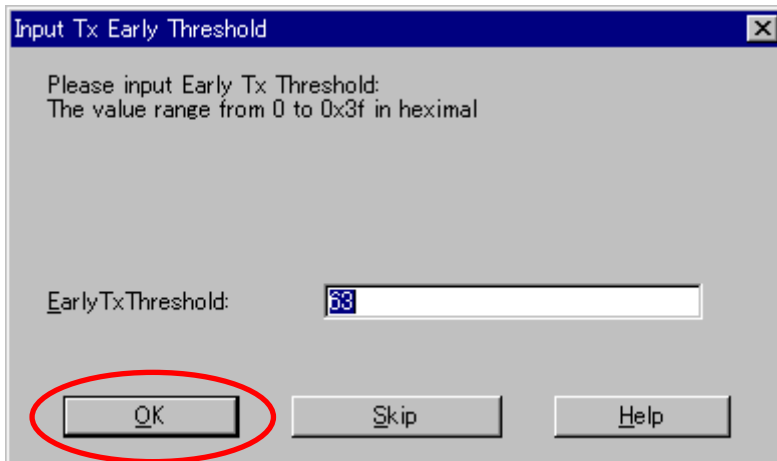 Input Tx Early Threshold
Please input Early Tx Threshold:
The value range from 0 to 0x3f in heximal
EarlyTxThreshold: 63
OK Skip Help